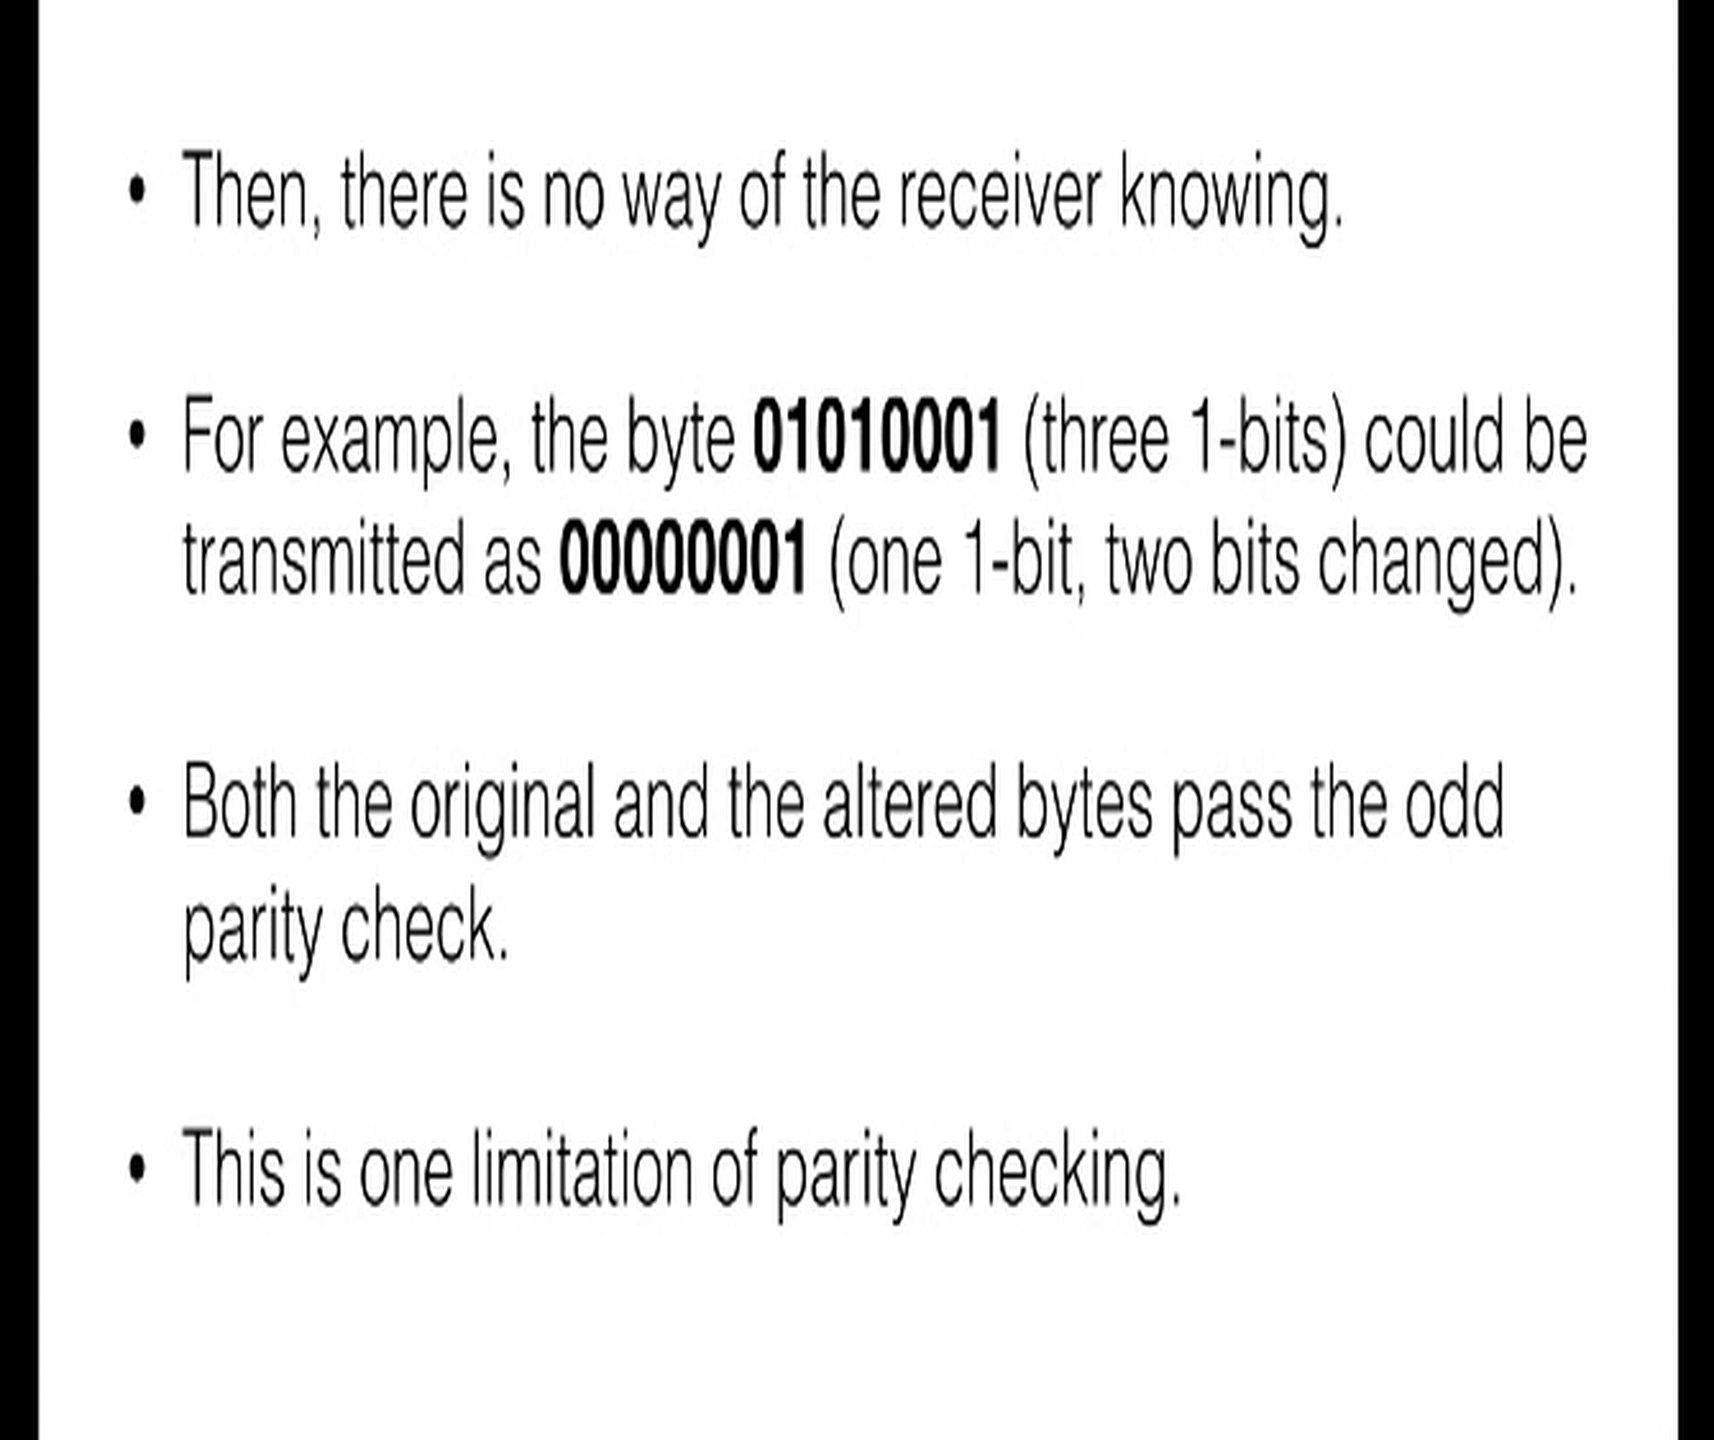 • Then, there is no way of the receiver knowing.
• For example, the byte 01010001 (three 1-bits) could be
transmitted as 00000001 (one 1-bit, two bits changed).
• Both the original and the altered bytes pass the odd
parity check.
• This is one limitation of parity checking.